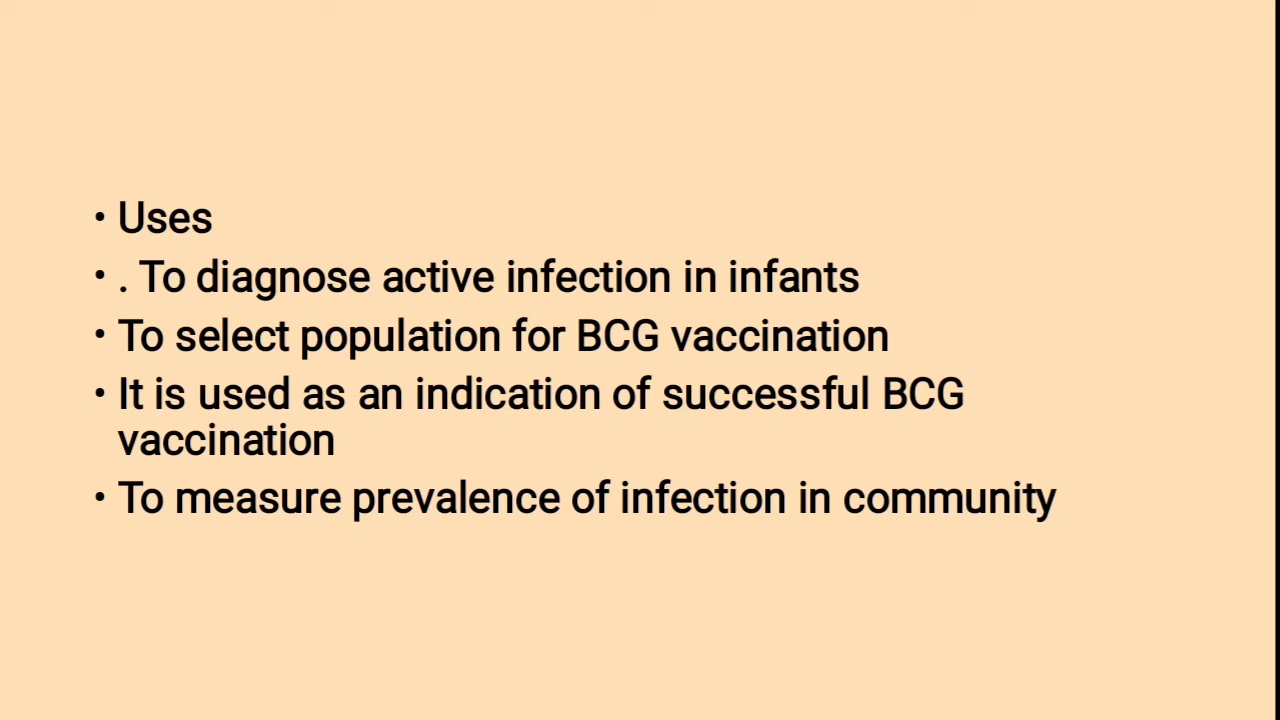 • Uses
• . To diagnose active infection in infants
• To select population for BCG vaccination
• It is used as an indication of successful BCG
vaccination
• To measure prevalence of infection in community